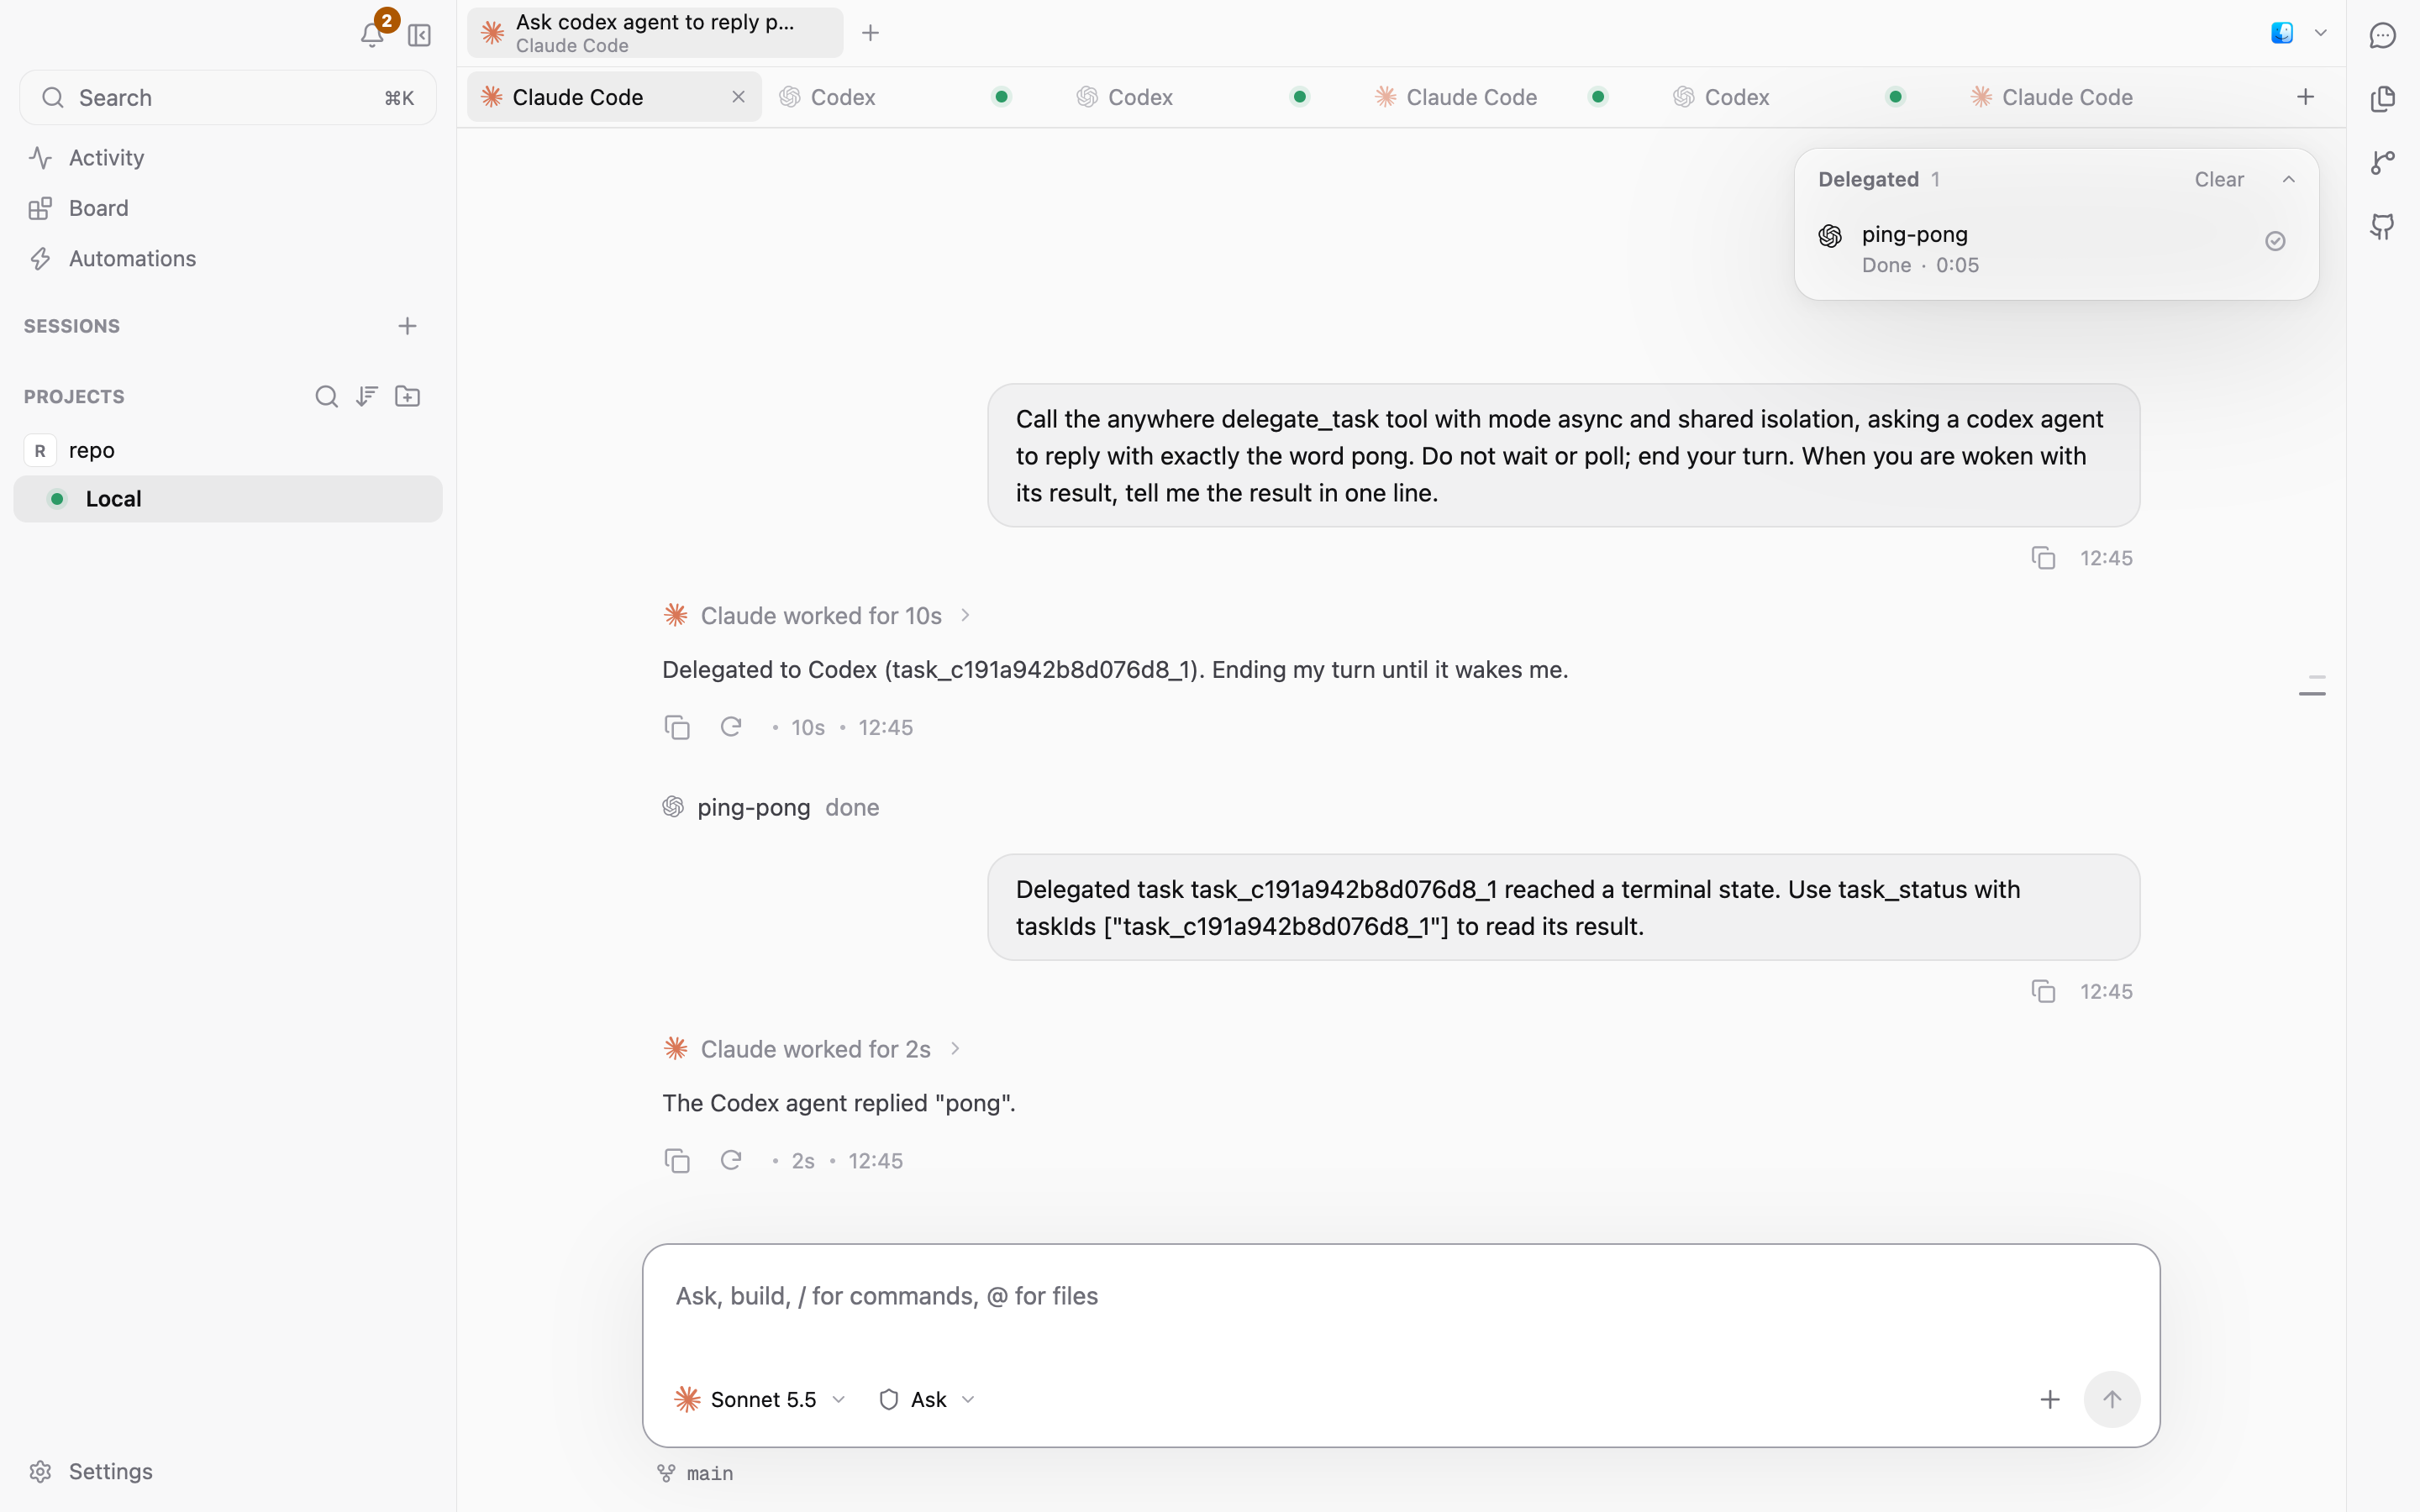 2
Search
⌘K
Activity
Board
Automations
SESSIONS
PROJECTS
R
repo
Local
Settings
Ask codex agent to reply p...
Claude Code
Claude Code
Codex
Codex
Claude Code
Codex
Claude Code
Delegated 1
Clear
ping-pong
Done · 0:05
Call the anywhere delegate_task tool with mode async and shared isolation, asking a codex agent
to reply with exactly the word pong. Do not wait or poll; end your turn. When you are woken with
its result, tell me the result in one line.
12:45
Claude worked for 10s
Delegated to Codex (task_c191a942b8d076d8_1). Ending my turn until it wakes me.
• 10s • 12:45
ping-pong done
Delegated task task_c191a942b8d076d8_1 reached a terminal state. Use task_status with
taskIds ["task_c191a942b8d076d8_1"] to read its result.
12:45
Claude worked for 2s
The Codex agent replied "pong".
• 2s • 12:45
Ask, build, / for commands, @ for files
Sonnet 5.5
Ask
main